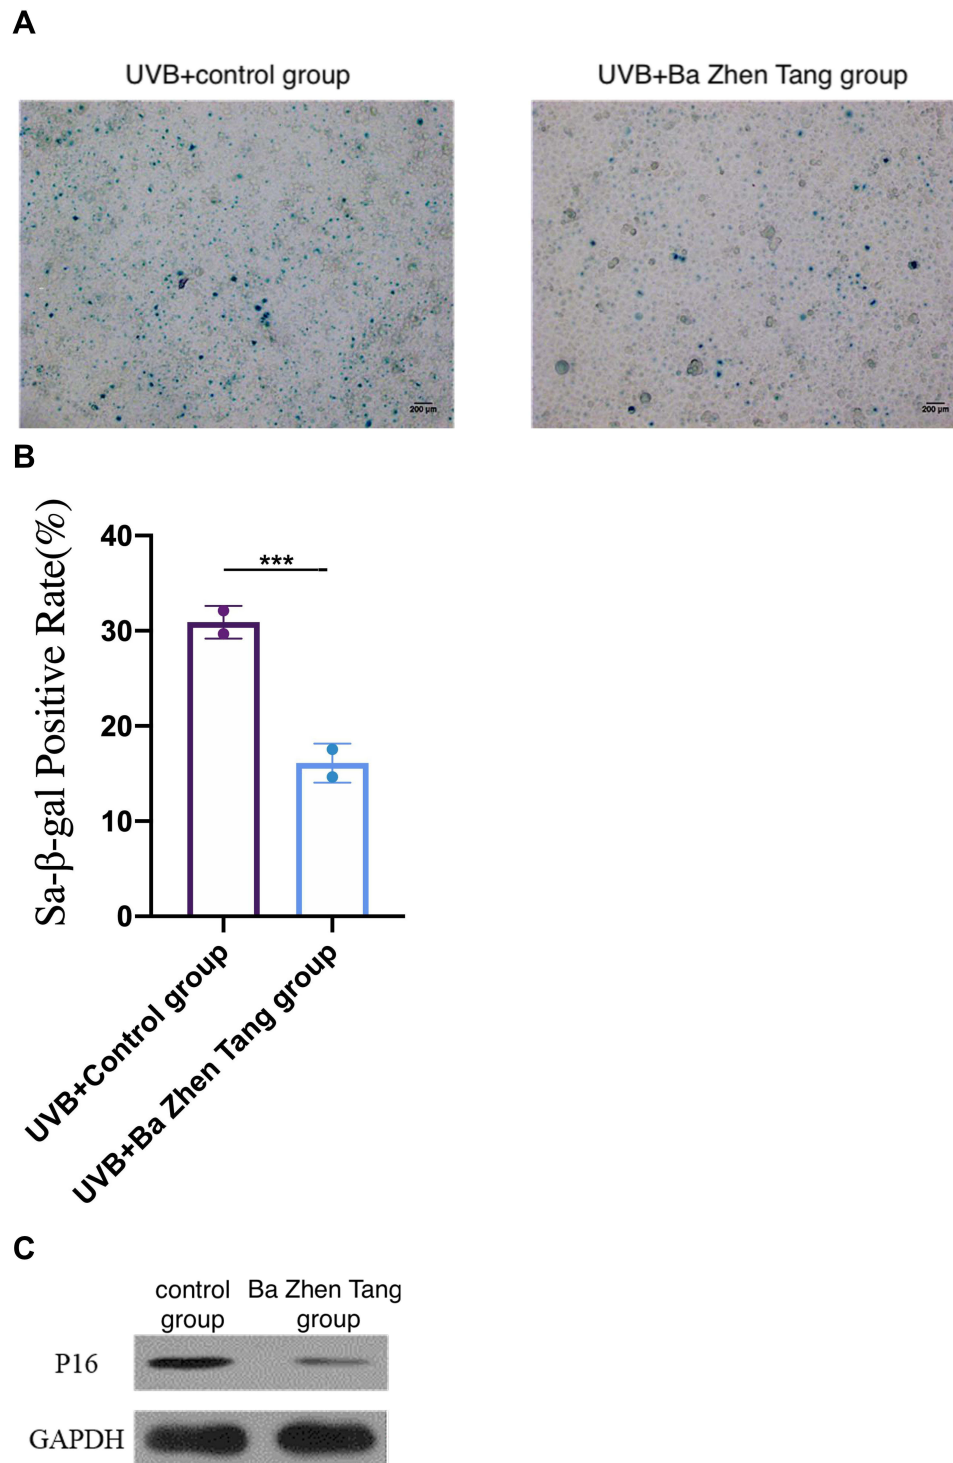 A
UVB+control group
UVB+Ba Zhen Tang group
200 µm
200 µm
B
Sa-β-gal Positive Rate(%)
40
30
20
10
0
***
UVB+Control group
UVB+Ba Zhen Tang group
C
control group
Ba Zhen Tang group
P16
GAPDH